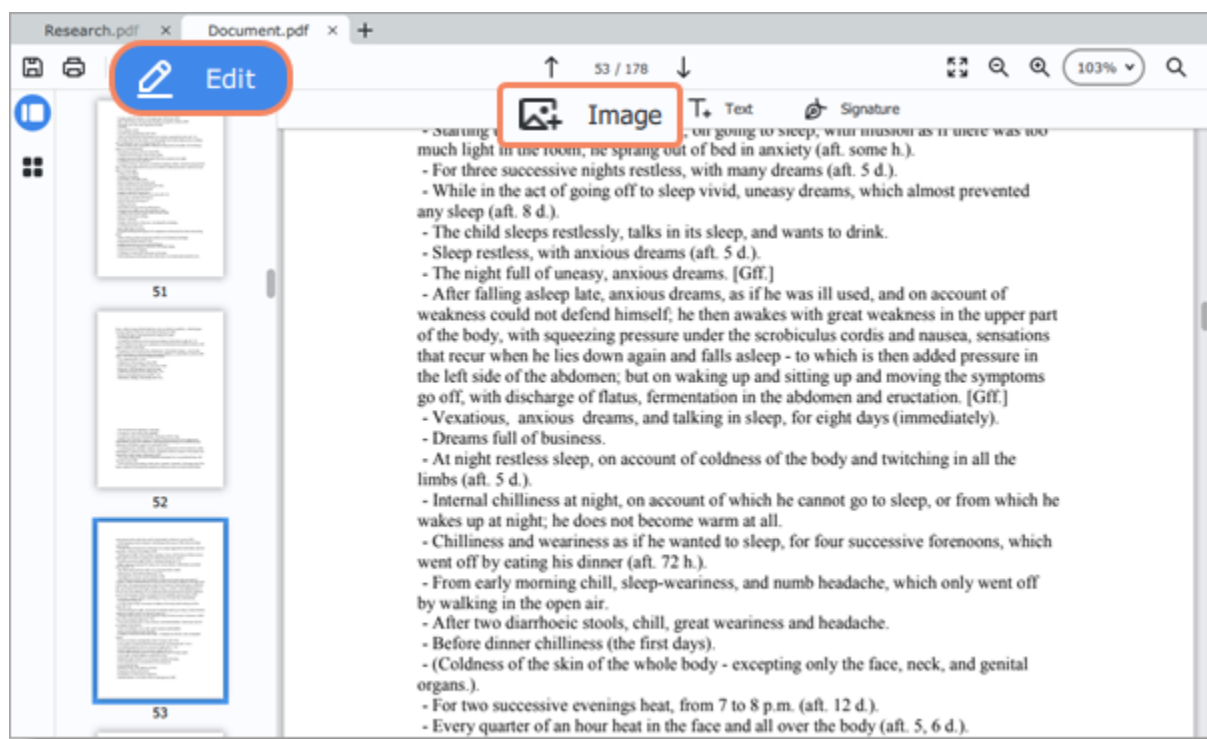 Research.pdf × Document.pdf × +
Edit
53 / 178
103%
Image
Text
Signature
51
52
53
- Starting on going to sleep, with illusion as if there was too
much light in the room; he sprang out of bed in anxiety (aft. some h.).
- For three successive nights restless, with many dreams (aft. 5 d.).
- While in the act of going off to sleep vivid, uneasy dreams, which almost prevented
any sleep (aft. 8 d.).
- The child sleeps restlessly, talks in its sleep, and wants to drink.
- Sleep restless, with anxious dreams (aft. 5 d.).
- The night full of uneasy, anxious dreams. [Gff.]
- After falling asleep late, anxious dreams, as if he was ill used, and on account of
weakness could not defend himself; he then awakes with great weakness in the upper part
of the body, with squeezing pressure under the scrobiculus cordis and nausea, sensations
that recur when he lies down again and falls asleep - to which is then added pressure in
the left side of the abdomen; but on waking up and sitting up and moving the symptoms
go off, with discharge of flatus, fermentation in the abdomen and eructation. [Gff.]
- Vexatious, anxious dreams, and talking in sleep, for eight days (immediately).
- Dreams full of business.
- At night restless sleep, on account of coldness of the body and twitching in all the
limbs (aft. 5 d.).
- Internal chilliness at night, on account of which he cannot go to sleep, or from which he
wakes up at night; he does not become warm at all.
- Chilliness and weariness as if he wanted to sleep, for four successive forenoons, which
went off by eating his dinner (aft. 72 h.).
- From early morning chill, sleep-weariness, and numb headache, which only went off
by walking in the open air.
- After two diarrhoeic stools, chill, great weariness and headache.
- Before dinner chilliness (the first days).
- (Coldness of the skin of the whole body - excepting only the face, neck, and genital
organs.).
- For two successive evenings heat, from 7 to 8 p.m. (aft. 12 d.).
- Every quarter of an hour heat in the face and all over the body (aft. 5, 6 d.).